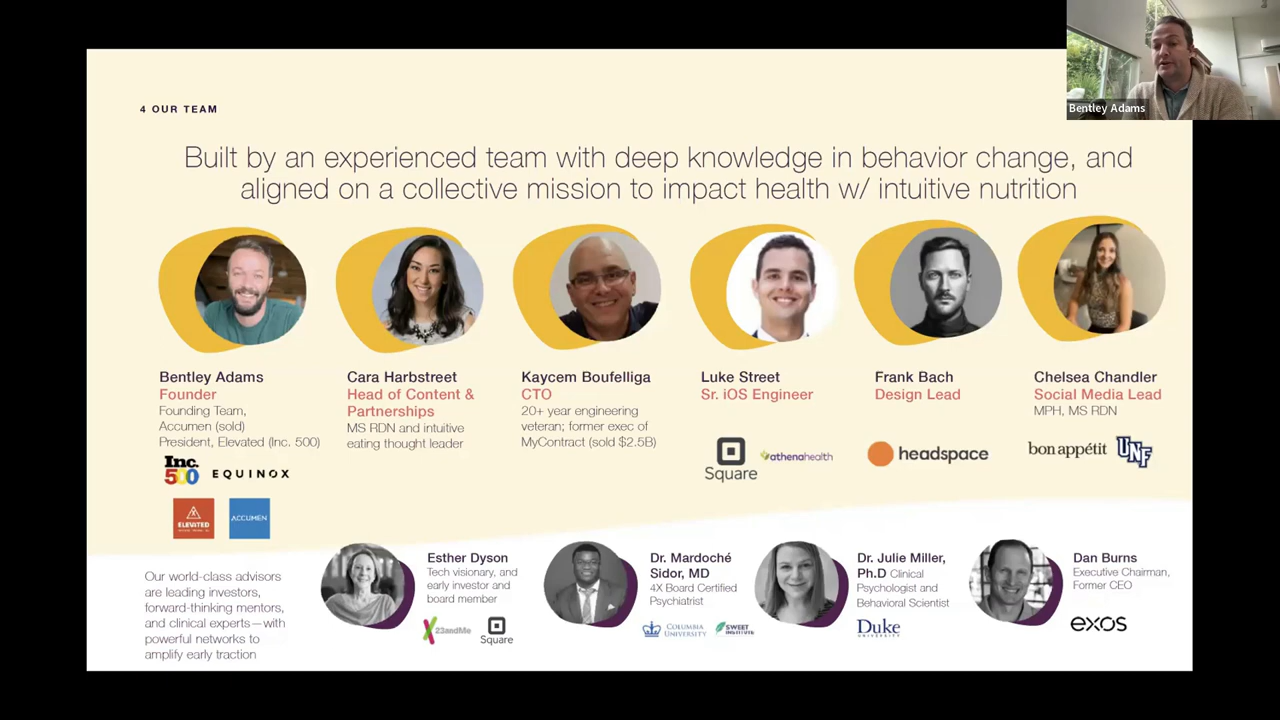 Bentley Adams
4 OUR TEAM
Built by an experienced team with deep knowledge in behavior change, and
aligned on a collective mission to impact health w/ intuitive nutrition
Bentley Adams
Founder
Founding Team,
Accumen (sold)
President, Elevated (Inc. 500)
Inc.
500
EQUINOX
ELEVATED
ACCUMEN
Cara Harbstreet
Head of Content &
Partnerships
MS RDN and intuitive
eating thought leader
Kaycem Boufelliga
CTO
20+ year engineering
veteran; former exec of
MyContract (sold $2.5B)
Luke Street
Sr. iOS Engineer
Square
athenahealth
Frank Bach
Design Lead
headspace
Chelsea Chandler
Social Media Lead
MPH, MS RDN
bon appétit
UNF
Our world-class advisors
are leading investors,
forward-thinking mentors,
and clinical experts—with
powerful networks to
amplify early traction
Esther Dyson
Tech visionary, and
early investor and
board member
23andMe
Square
Dr. Mardoché
Sidor, MD
4X Board Certified
Psychiatrist
COLUMBIA
UNIVERSITY
SWEET
INSTITUTE
Dr. Julie Miller,
Ph.D Clinical
Psychologist and
Behavioral Scientist
Duke
UNIVERSITY
Dan Burns
Executive Chairman,
Former CEO
exos